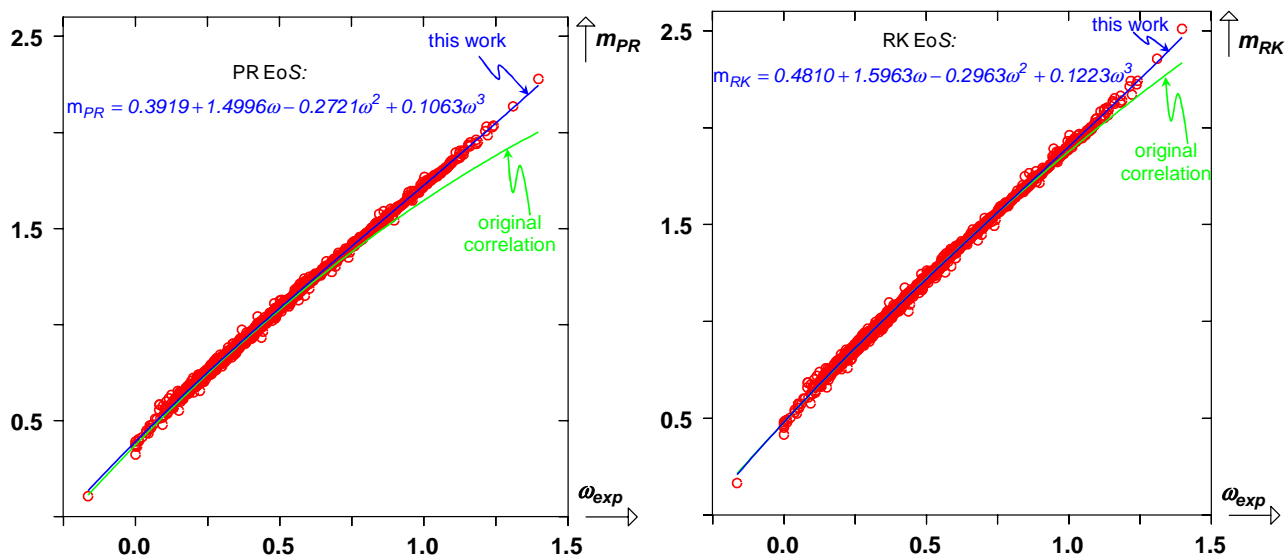 2.5
this work
m_PR
PR EoS:
m_PR = 0.3919 + 1.4996ω − 0.2721ω² + 0.1063ω³
1.5
original
correlation
0.5
ω_exp
0.0
0.5
1.0
1.5
2.5
this work
m_RK
RK EoS:
m_RK = 0.4810 + 1.5963ω − 0.2963ω² + 0.1223ω³
original
correlation
1.5
0.5
ω_exp
0.0
0.5
1.0
1.5